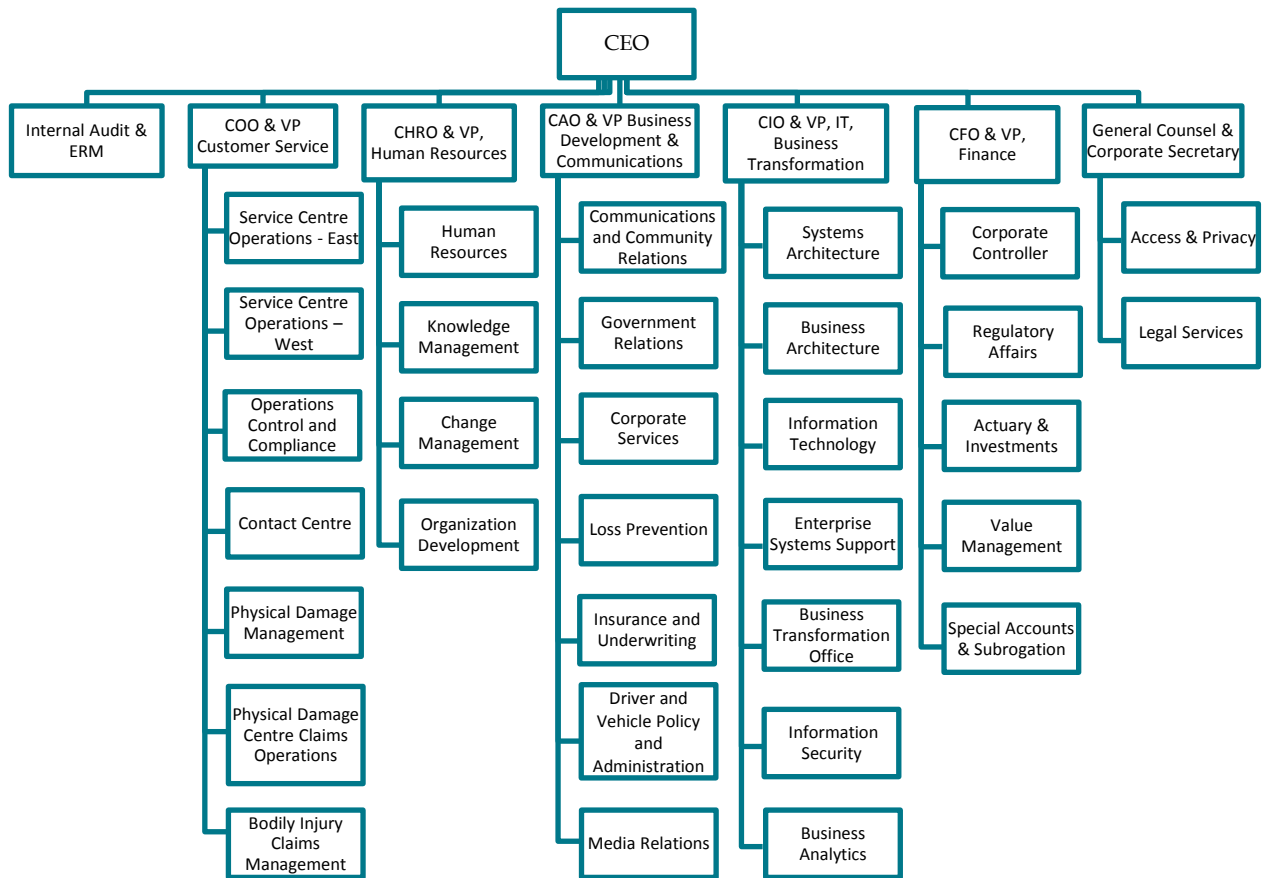 CEO
Internal Audit &
ERM
COO & VP
Customer Service
CHRO & VP,
Human Resources
CAO & VP Business
Development &
Communications
CIO & VP, IT,
Business
Transformation
CFO & VP,
Finance
General Counsel &
Corporate Secretary
Service Centre
Operations - East
Service Centre
Operations –
West
Operations
Control and
Compliance
Contact Centre
Physical Damage
Management
Physical Damage
Centre Claims
Operations
Bodily Injury
Claims
Management
Human
Resources
Knowledge
Management
Change
Management
Organization
Development
Communications
and Community
Relations
Government
Relations
Corporate
Services
Loss Prevention
Insurance and
Underwriting
Driver and
Vehicle Policy
and
Administration
Media Relations
Systems
Architecture
Business
Architecture
Information
Technology
Enterprise
Systems Support
Business
Transformation
Office
Information
Security
Business
Analytics
Corporate
Controller
Regulatory
Affairs
Actuary &
Investments
Value
Management
Special Accounts
& Subrogation
Access & Privacy
Legal Services